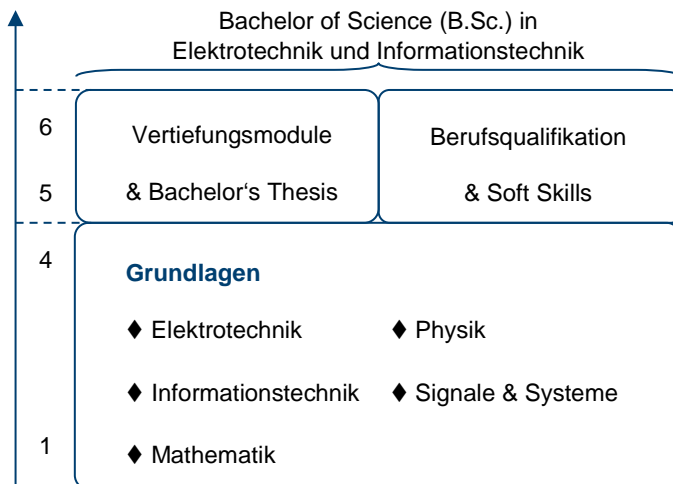 Bachelor of Science (B.Sc.) in
Elektrotechnik und Informationstechnik
6
Vertiefungsmodule
Berufsqualifikation
5
& Bachelor‘s Thesis
& Soft Skills
4
Grundlagen
♦ Elektrotechnik
♦ Physik
♦ Informationstechnik
♦ Signale & Systeme
1
♦ Mathematik